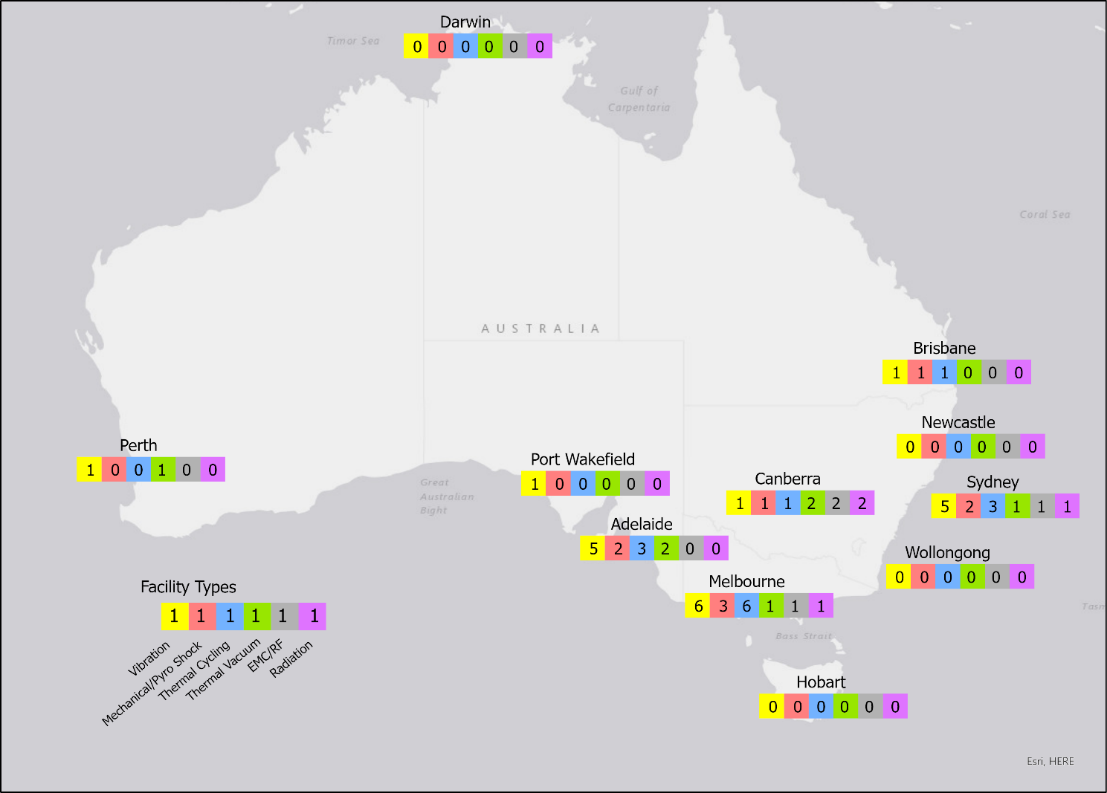 Darwin
0 0 0 0 0 0
Timor Sea
Gulf of
Carpentaria
Coral Sea
AUSTRALIA
Brisbane
1 1 1 0 0 0
Newcastle
0 0 0 0 0 0
Perth
1 0 0 1 0 0
Port Wakefield
1 0 0 0 0 0
Great
Australian
Bight
Canberra
1 1 1 2 2 2
Sydney
5 2 3 1 1 1
Adelaide
5 2 3 2 0 0
Wollongong
0 0 0 0 0 0
Melbourne
6 3 6 1 1 1
Facility Types
1 1 1 1 1 1
Vibration
Mechanical/Pyro Shock
Thermal Cycling
Thermal Vacuum
EMC/RF
Radiation
Tasm
Bass Strait
Hobart
0 0 0 0 0 0
Esri, HERE